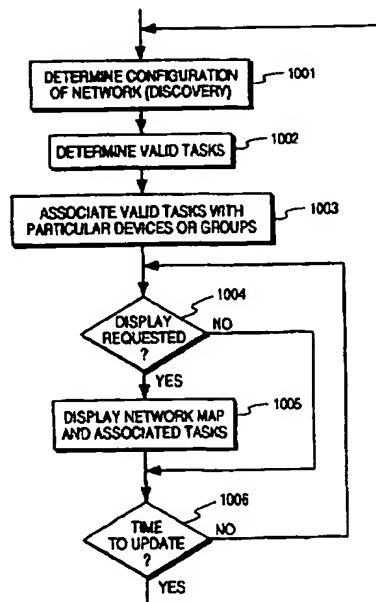 DETERMINE CONFIGURATION
OF NETWORK (DISCOVERY)
1001
DETERMINE VALID TASKS
1002
ASSOCIATE VALID TASKS WITH
PARTICULAR DEVICES OR GROUPS
1003
DISPLAY
REQUESTED
?
1004
NO
YES
DISPLAY NETWORK MAP
AND ASSOCIATED TASKS
1005
TIME
TO UPDATE
?
1006
NO
YES